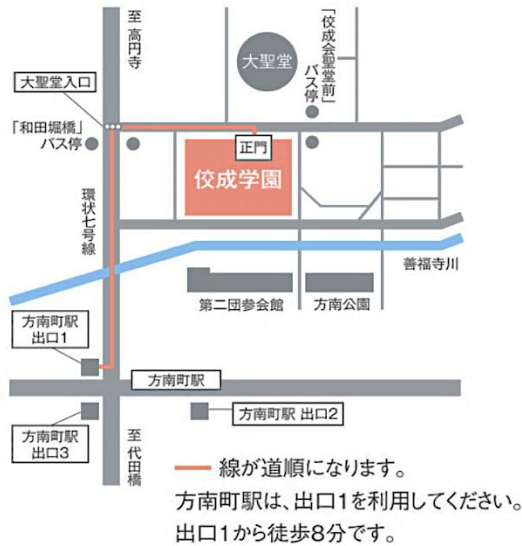 至 高円寺
大聖堂
「佼成会聖堂前」
バス停
大聖堂入口
「和田堀橋」
バス停
正門
佼成学園
環状七号線
善福寺川
第二団参会館
方南公園
方南町駅
出口1
方南町駅
方南町駅 出口2
方南町駅
出口3
至 代田橋
線が道順になります。
方南町駅は、出口1を利用してください。
出口1から徒歩8分です。